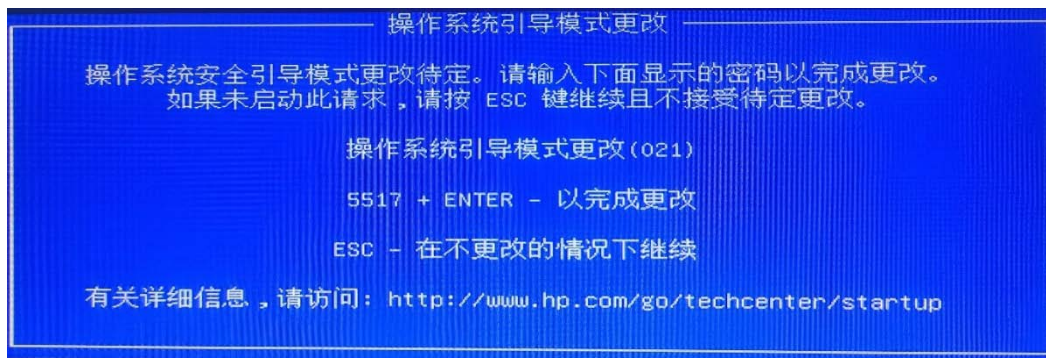 操作系统引导模式更改
操作系统安全引导模式更改待定。请输入下面显示的密码以完成更改。
如果未启动此请求,请按 ESC 键继续且不接受待定更改。
操作系统引导模式更改(021)
5517 + ENTER - 以完成更改
ESC - 在不更改的情况下继续
有关详细信息,请访问: http://www.hp.com/go/techcenter/startup